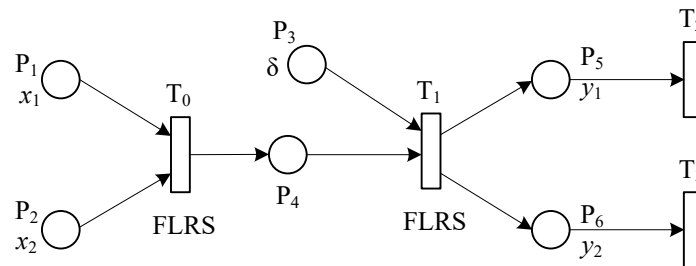 P₁
x₁
P₂
x₂
T₀
FLRS
P₃
δ
P₄
T₁
FLRS
P₅
y₁
P₆
y₂
T
T